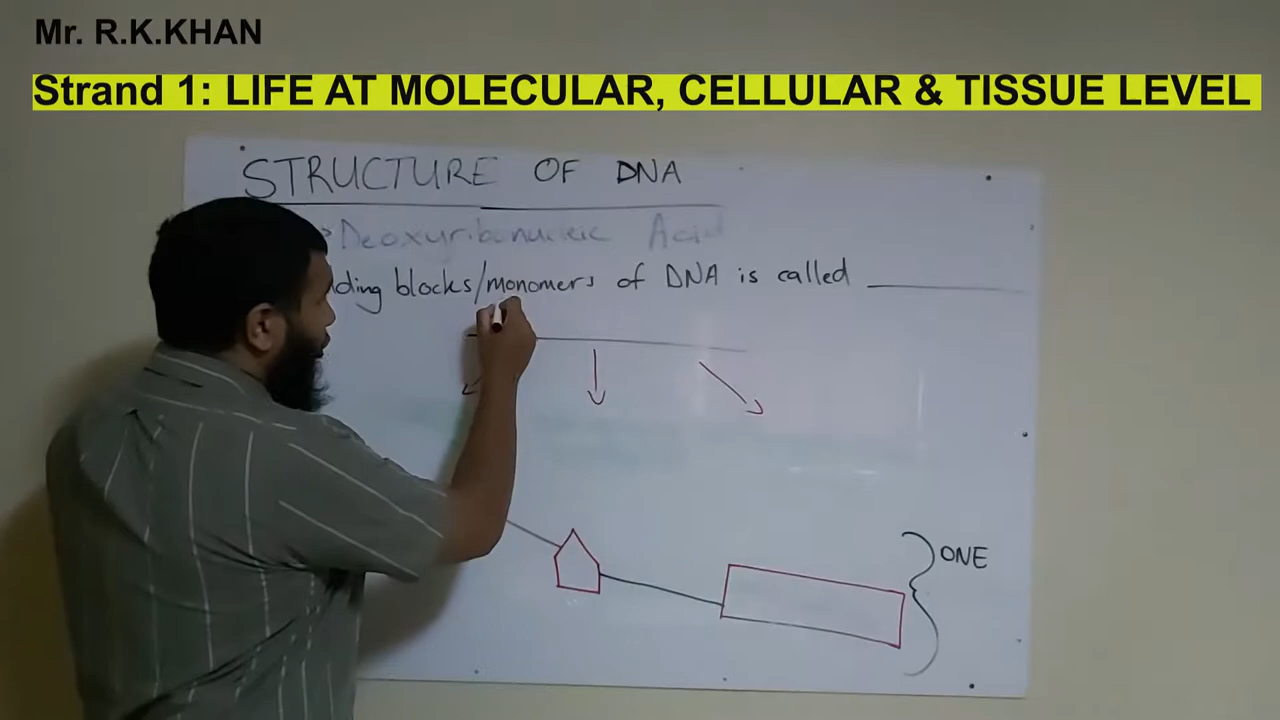 Mr. R.K.KHAN
Strand 1: LIFE AT MOLECULAR, CELLULAR & TISSUE LEVEL
STRUCTURE OF DNA
Deoxyribonucleic Acid
blocks/monomers of DNA is called
ONE